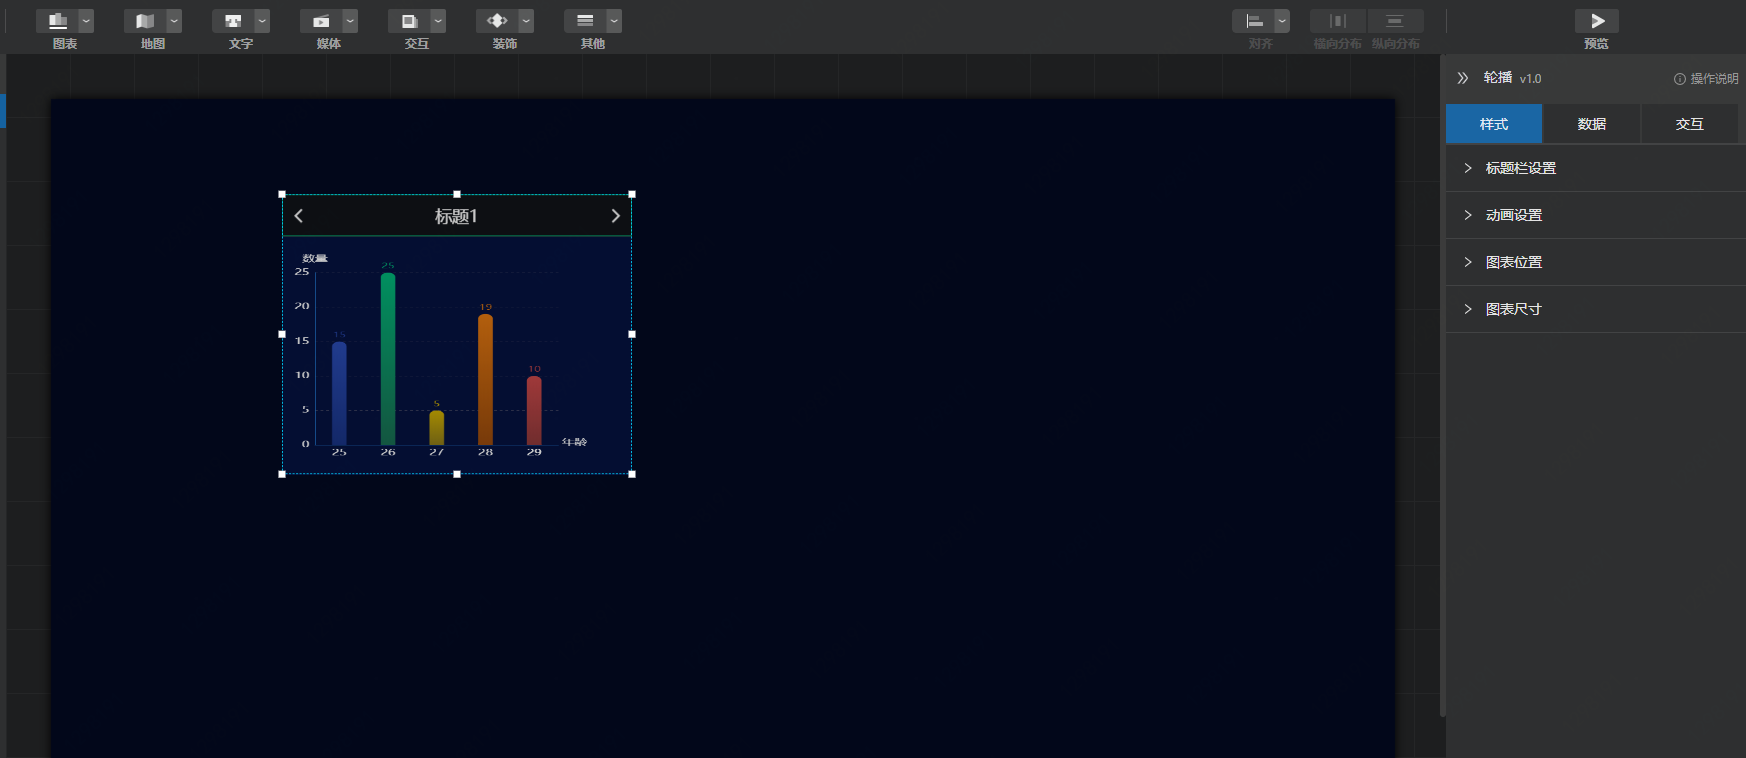 图表 地图 文字 媒体 交互 装饰 其他 对齐 横向分布 纵向分布 预览
轮播 v1.0 操作说明
样式 数据 交互
标题栏设置
动画设置
图表位置
图表尺寸
标题1
数量
25
20
15
10
5
0
15 25 5 19 10
25 26 27 28 29
年龄